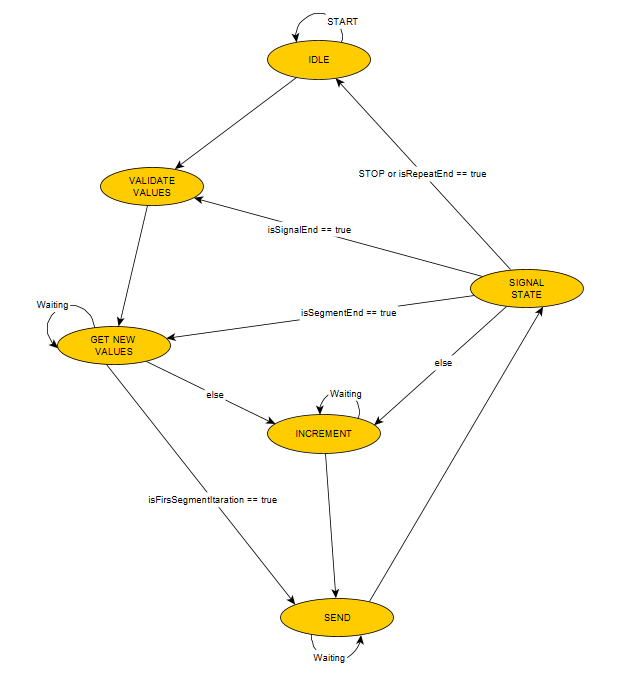 START
IDLE
STOP or isRepeatEnd == true
VALIDATE
VALUES
isSignalEnd == true
SIGNAL
STATE
Waiting
isSegmentEnd == true
GET NEW
VALUES
else
else
Waiting
INCREMENT
isFirsSegmentItaration == true
SEND
Waiting